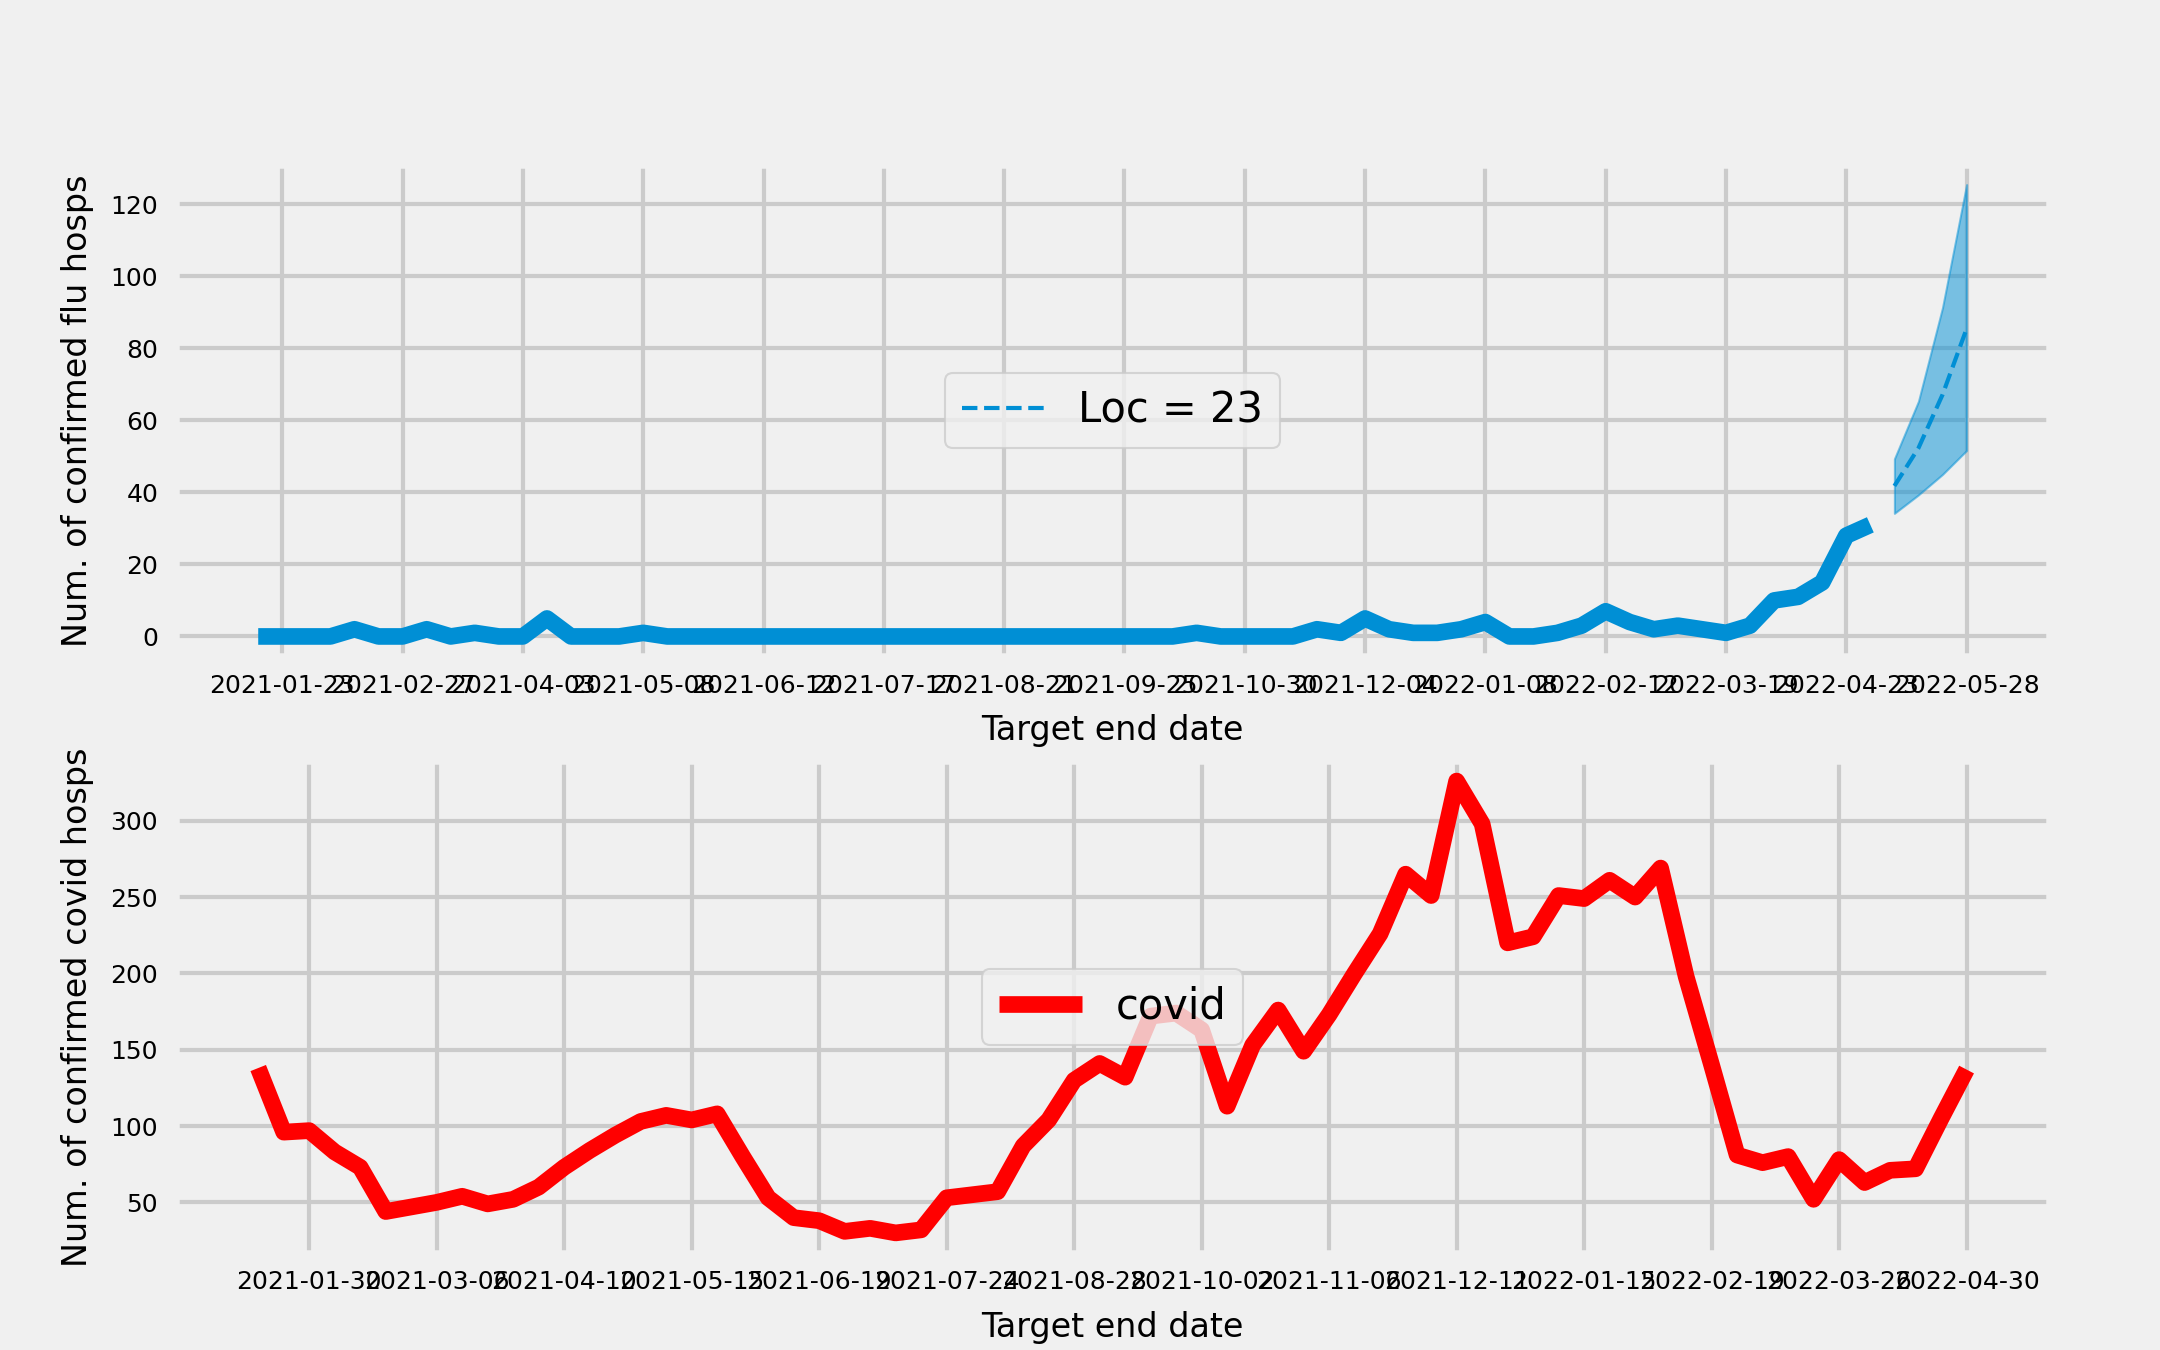 Num. of confirmed flu hosps
120
100
80
60
40
20
0
Loc = 23
2021-01-23 2021-02-27 2021-04-03 2021-05-08 2021-06-12 2021-07-17 2021-08-21 2021-09-25 2021-10-30 2021-12-04 2022-01-08 2022-02-12 2022-03-19 2022-04-23 2022-05-28
Target end date
Num. of confirmed covid hosps
300
250
200
150
100
50
covid
2021-01-30 2021-03-06 2021-04-10 2021-05-15 2021-06-19 2021-07-24 2021-08-28 2021-10-02 2021-11-06 2021-12-11 2022-01-15 2022-02-19 2022-03-26 2022-04-30
Target end date